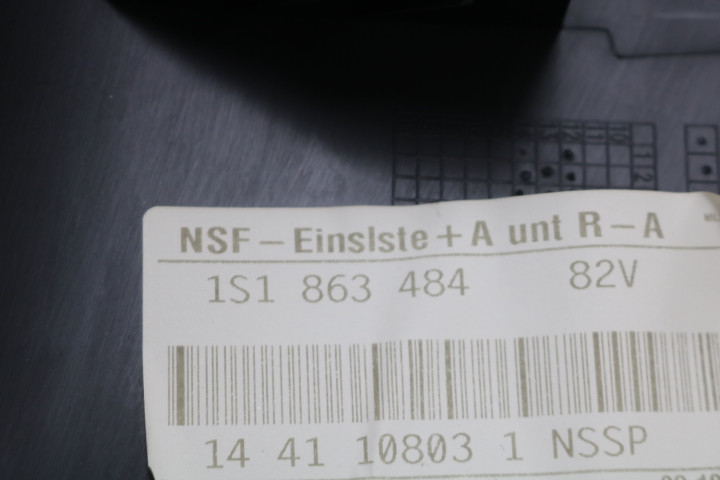 NSF-Einslste+A unt R-A
1S1 863 484 82V
14 41 10803 1 NSSP